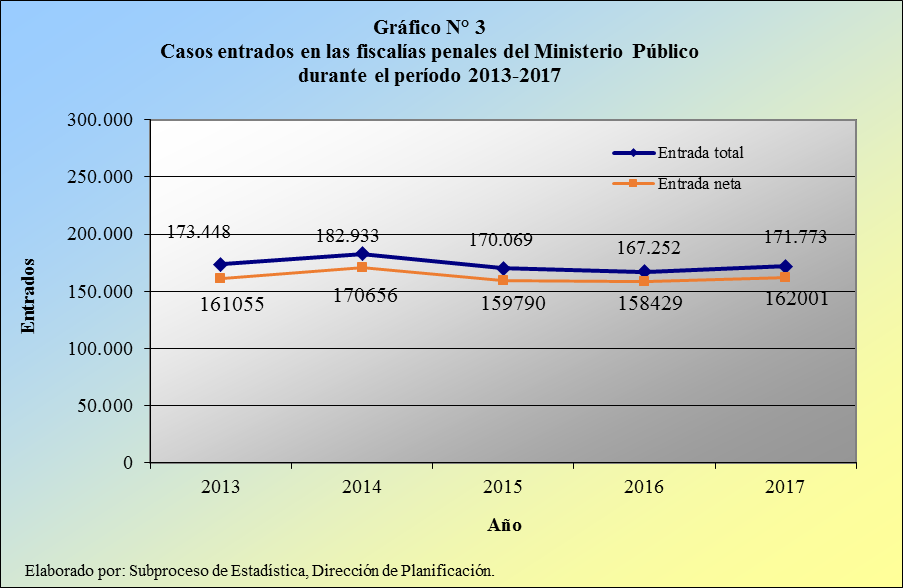 Gráfico N° 3
Casos entrados en las fiscalías penales del Ministerio Público
durante el período 2013-2017
300.000
250.000
200.000
150.000
100.000
50.000
0
Entrados
Entrada total
Entrada neta
173.448
182.933
170.069
167.252
171.773
161055
170656
159790
158429
162001
2013
2014
2015
2016
2017
Año
Elaborado por: Subproceso de Estadística, Dirección de Planificación.